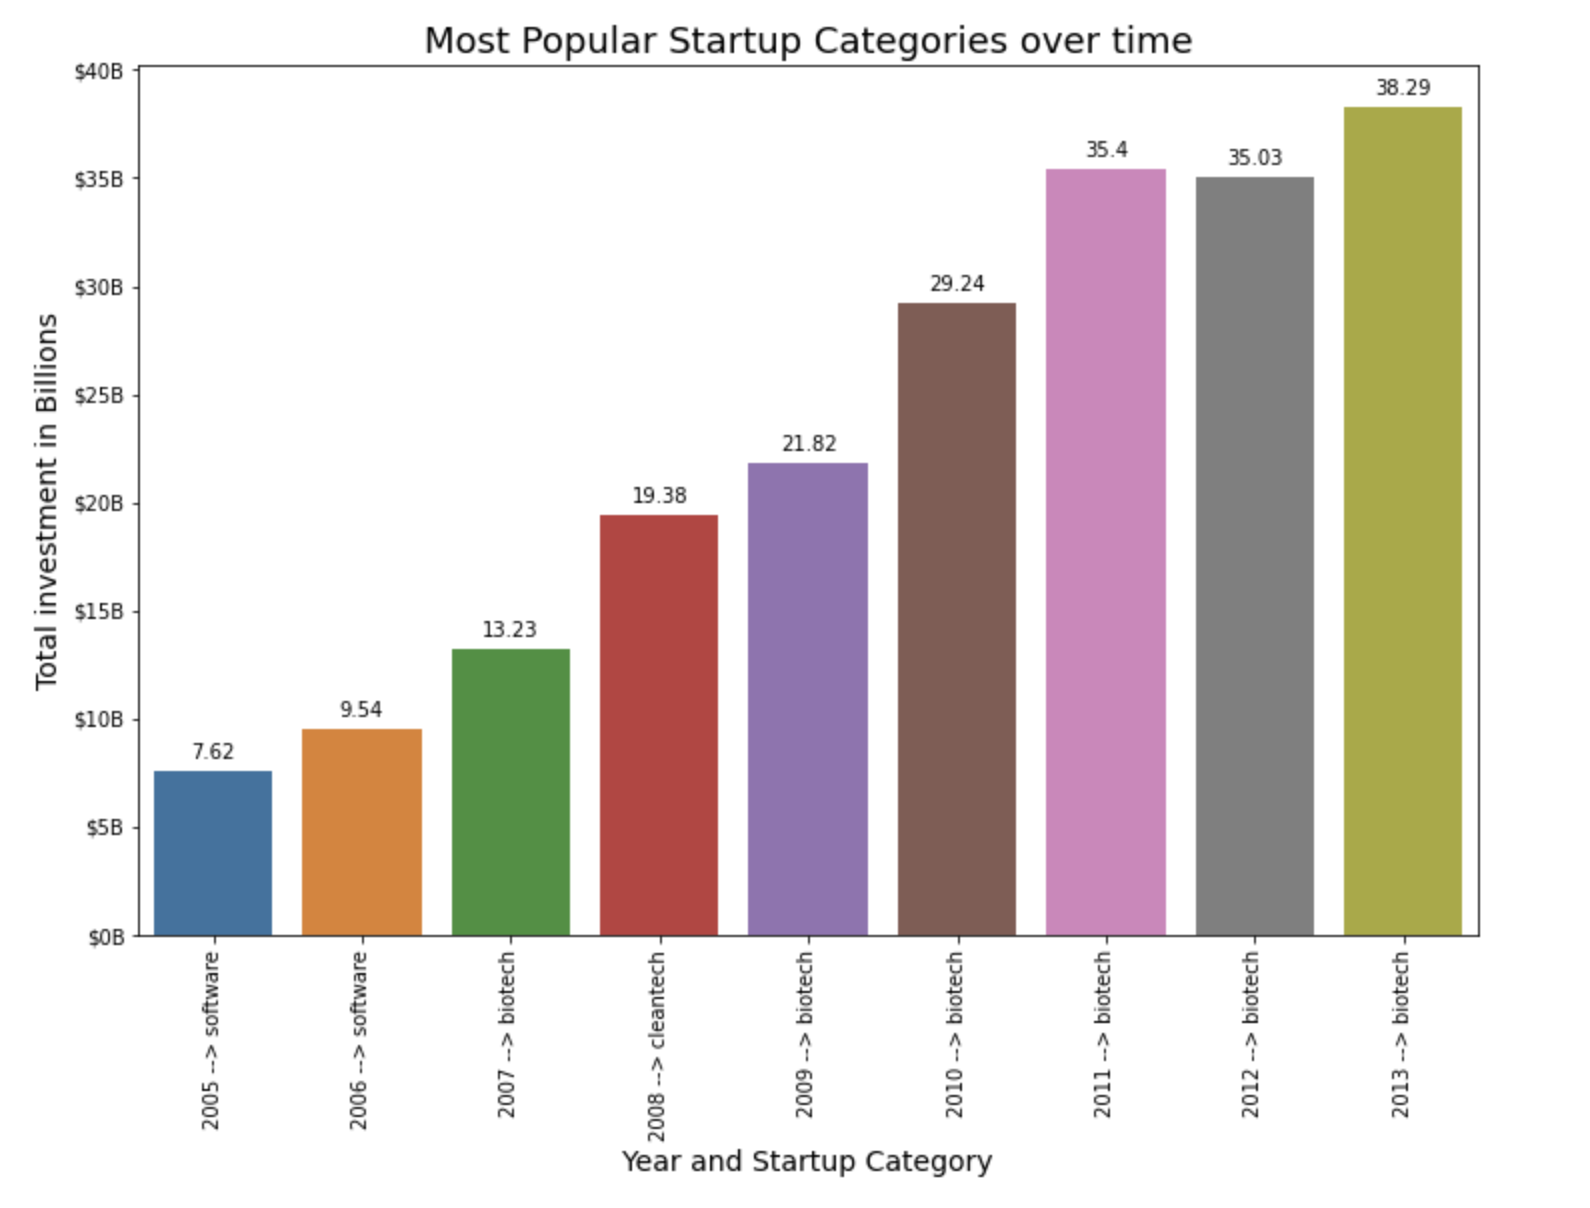 Most Popular Startup Categories over time
Total investment in Billions
$40B
$35B
$30B
$25B
$20B
$15B
$10B
$5B
$0B
7.62
9.54
13.23
19.38
21.82
29.24
35.4
35.03
38.29
2005 --> software
2006 --> software
2007 --> biotech
2008 --> cleantech
2009 --> biotech
2010 --> biotech
2011 --> biotech
2012 --> biotech
2013 --> biotech
Year and Startup Category